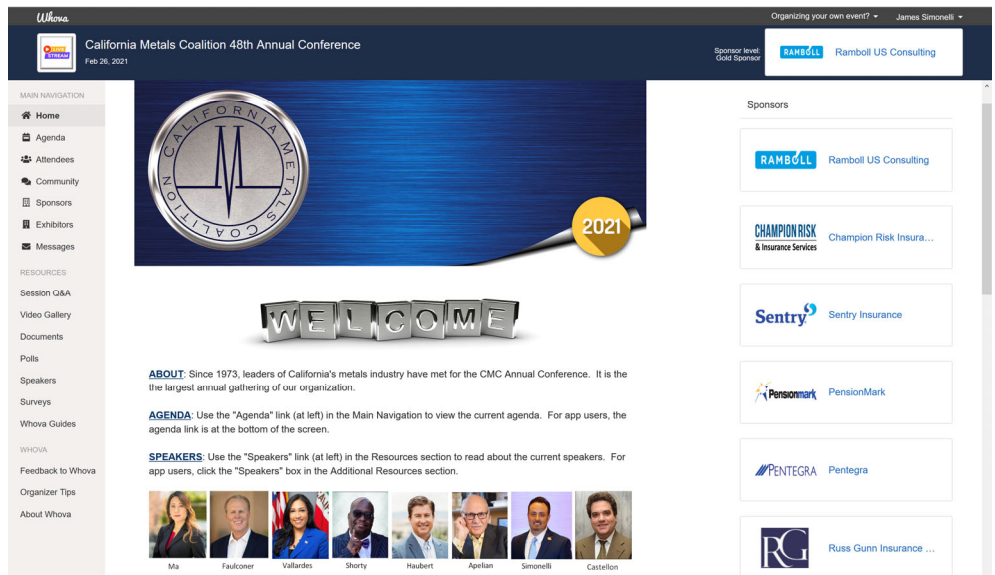 Whova
Organizing your own event?
James Simonelli
LIVE
STREAM
California Metals Coalition 48th Annual Conference
Feb 26, 2021
Sponsor level:
Gold Sponsor
RAMBOLL
Ramboll US Consulting
MAIN NAVIGATION
Home
Agenda
Attendees
Community
Sponsors
Exhibitors
Messages
RESOURCES
Session Q&A
Video Gallery
Documents
Polls
Speakers
Surveys
Whova Guides
WHOVA
Feedback to Whova
Organizer Tips
About Whova
CALIFORNIA METALS COALITION
M
2021
WELCOME
ABOUT: Since 1973, leaders of California's metals industry have met for the CMC Annual Conference. It is the
the largest annual gathering of our organization.
AGENDA: Use the "Agenda" link (at left) in the Main Navigation to view the current agenda. For app users, the
agenda link is at the bottom of the screen.
SPEAKERS: Use the "Speakers" link (at left) in the Resources section to read about the current speakers. For
app users, click the "Speakers" box in the Additional Resources section.
Ma Faulconer Vallardes Shorty Haubert Apelian Simonelli Castellon
Sponsors
RAMBOLL
Ramboll US Consulting
CHAMPION RISK
& Insurance Services
Champion Risk Insura...
Sentry
Sentry Insurance
Pensionmark
PensionMark
PENTEGRA
Pentegra
RG
Russ Gunn Insurance ...